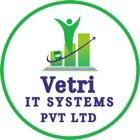 Vetri
IT SYSTEMS
PVT LTD